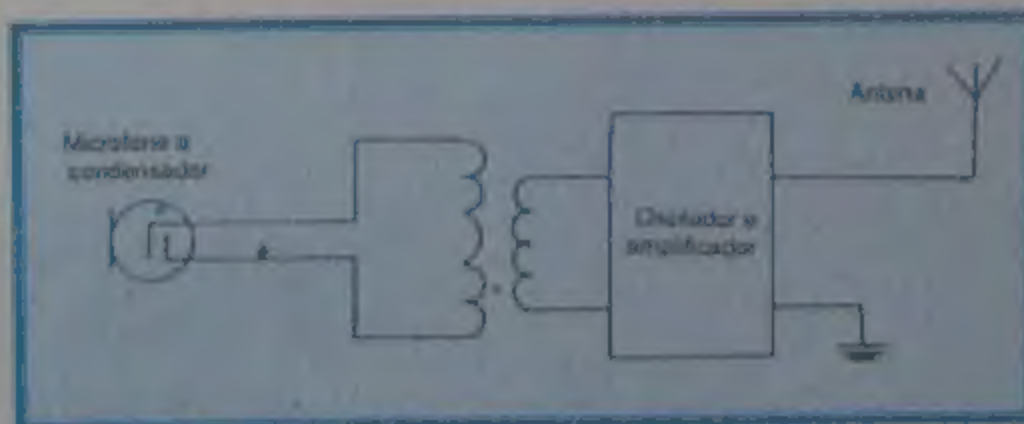 Microfone a
condensador
Antena
Oscilador e
amplificador